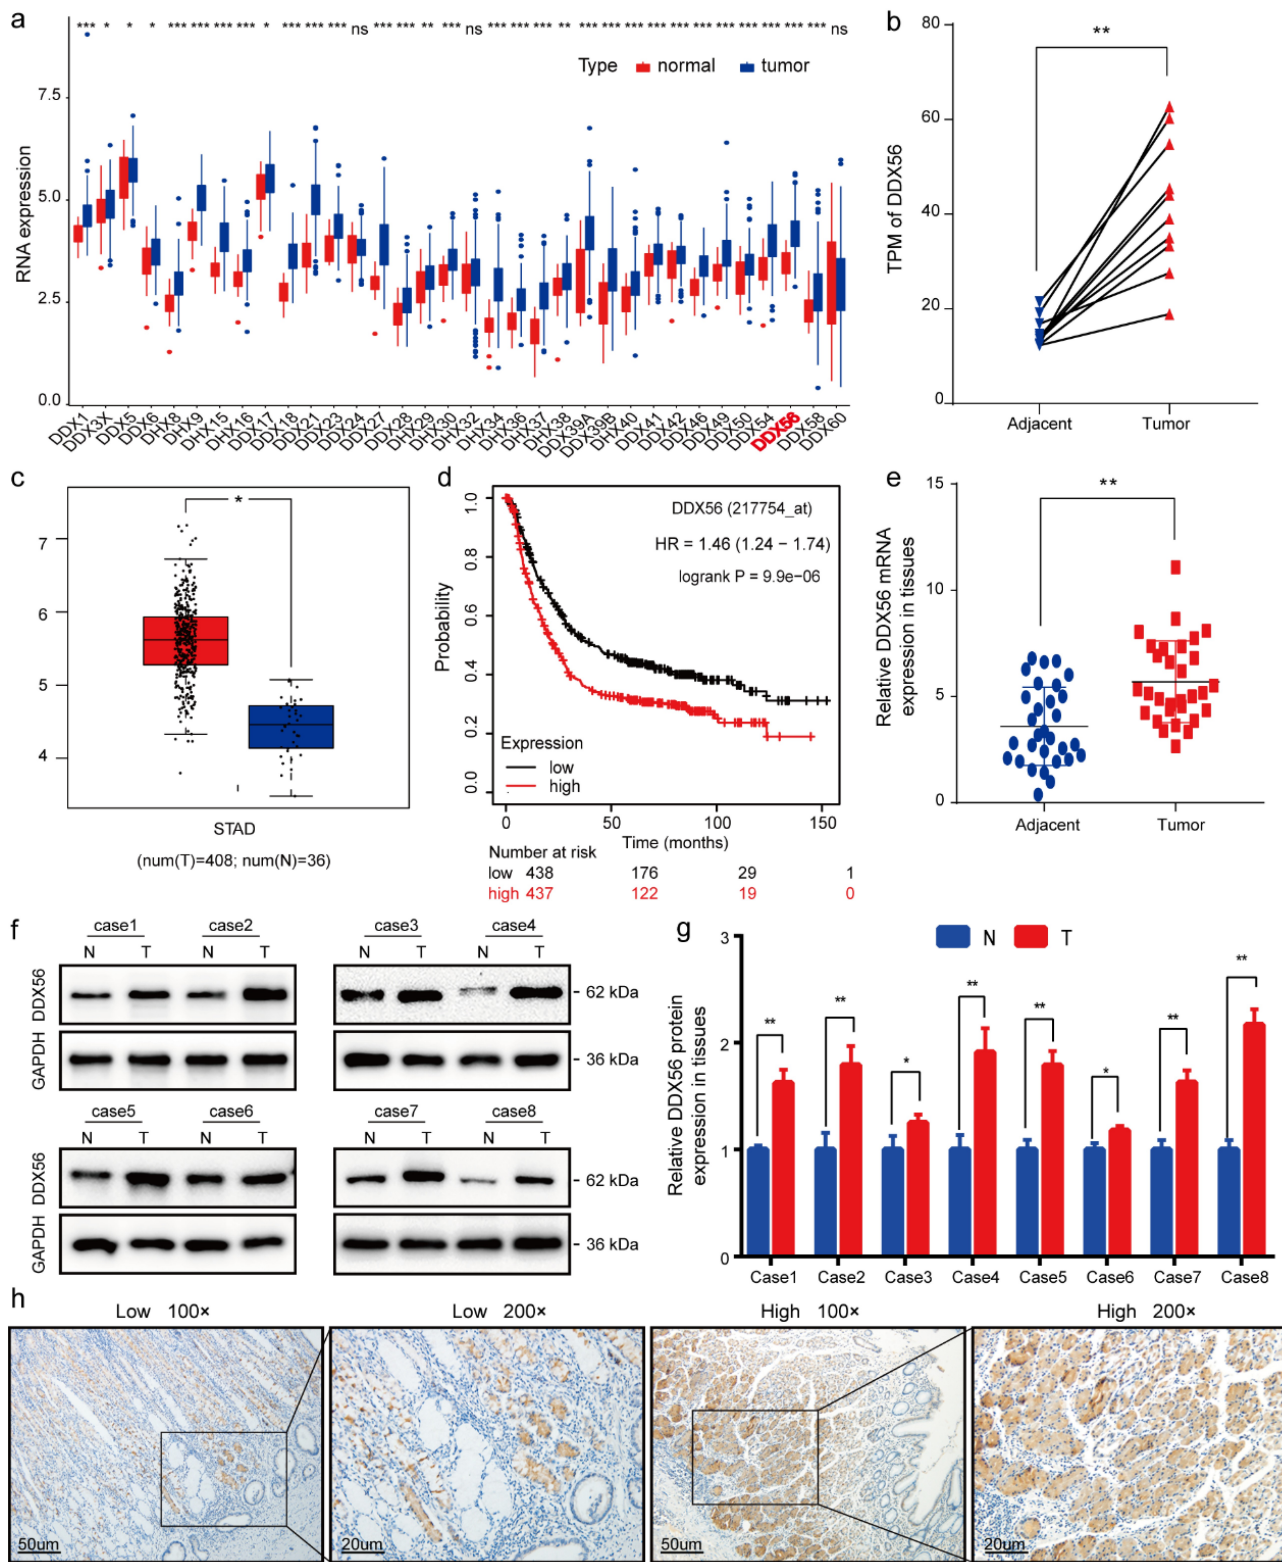 a
*** * * * *** *** *** *** * *** *** *** ns *** *** ** *** ns *** *** *** ** *** *** *** *** *** *** *** *** *** *** *** ns
Type normal tumor
RNA expression
7.5
5.0
2.5
0.0
DDX1 DDX3X DDX5 DDX6 DHX8 DHX9 DHX15 DHX16 DDX17 DDX18 DDX21 DDX23 DDX24 DDX27 DDX28 DHX29 DHX30 DHX32 DHX34 DHX36 DHX37 DHX38 DDX39A DDX39B DHX40 DDX41 DDX42 DDX46 DDX49 DDX50 DDX54 DDX56 DDX58 DDX60
b
**
TPM of DDX56
80
60
40
20
0
Adjacent Tumor
c
*
7
6
5
4
STAD
(num(T)=408; num(N)=36)
d
DDX56 (217754_at)
HR = 1.46 (1.24 − 1.74)
logrank P = 9.9e−06
Probability
1.0
0.8
0.6
0.4
0.2
0.0
Expression
low
high
0 50 100 150
Time (months)
Number at risk
low 438 176 29 1
high 437 122 19 0
e
**
Relative DDX56 mRNA
expression in tissues
15
10
5
0
Adjacent Tumor
f
case1 case2 case3 case4
N T N T N T N T
DDX56
- 62 kDa
GAPDH
- 36 kDa
case5 case6 case7 case8
N T N T N T N T
DDX56
- 62 kDa
GAPDH
- 36 kDa
g
N T
Relative DDX56 protein
expression in tissues
3
2
1
0
** ** * ** ** * ** **
Case1 Case2 Case3 Case4 Case5 Case6 Case7 Case8
h
Low 100× Low 200× High 100× High 200×
50um 20um 50um 20um